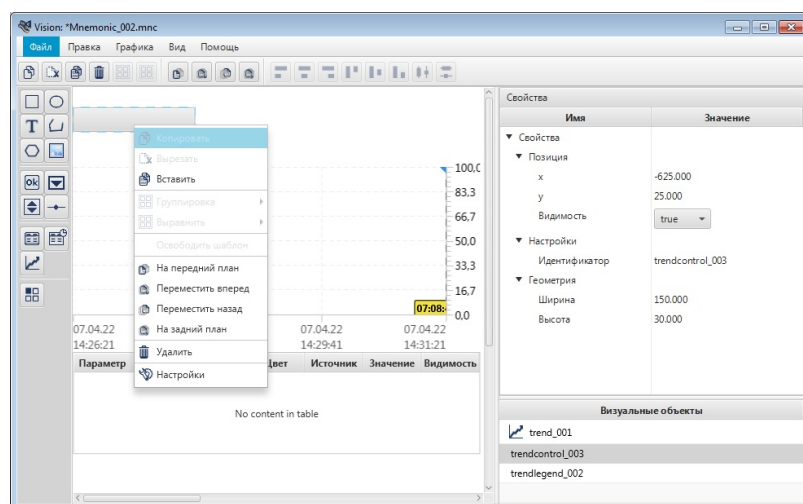 Vision: *Mnemonic_002.mnc
Файл Правка Графика Вид Помощь
T
Ok
Копировать
Вырезать
Вставить
Группировка
Выравнить
Освободить шаблон
На передний план
Переместить вперед
Переместить назад
На задний план
Удалить
Настройки
100,0
83.3
66,7
50,0
33.3
16,7
0,0
07:08:
07.04.22 07.04.22 07.04.22
14:26:21 14:29:41 14:31:21
Параметр Цвет Источник Значение Видимость
No content in table
Свойства
Имя Значение
Свойства
Позиция
x -625.000
y 25.000
Видимость true
Настройки
Идентификатор trendcontrol_003
Геометрия
Ширина 150.000
Высота 30.000
Визуальные объекты
trend_001
trendcontrol_003
trendlegend_002